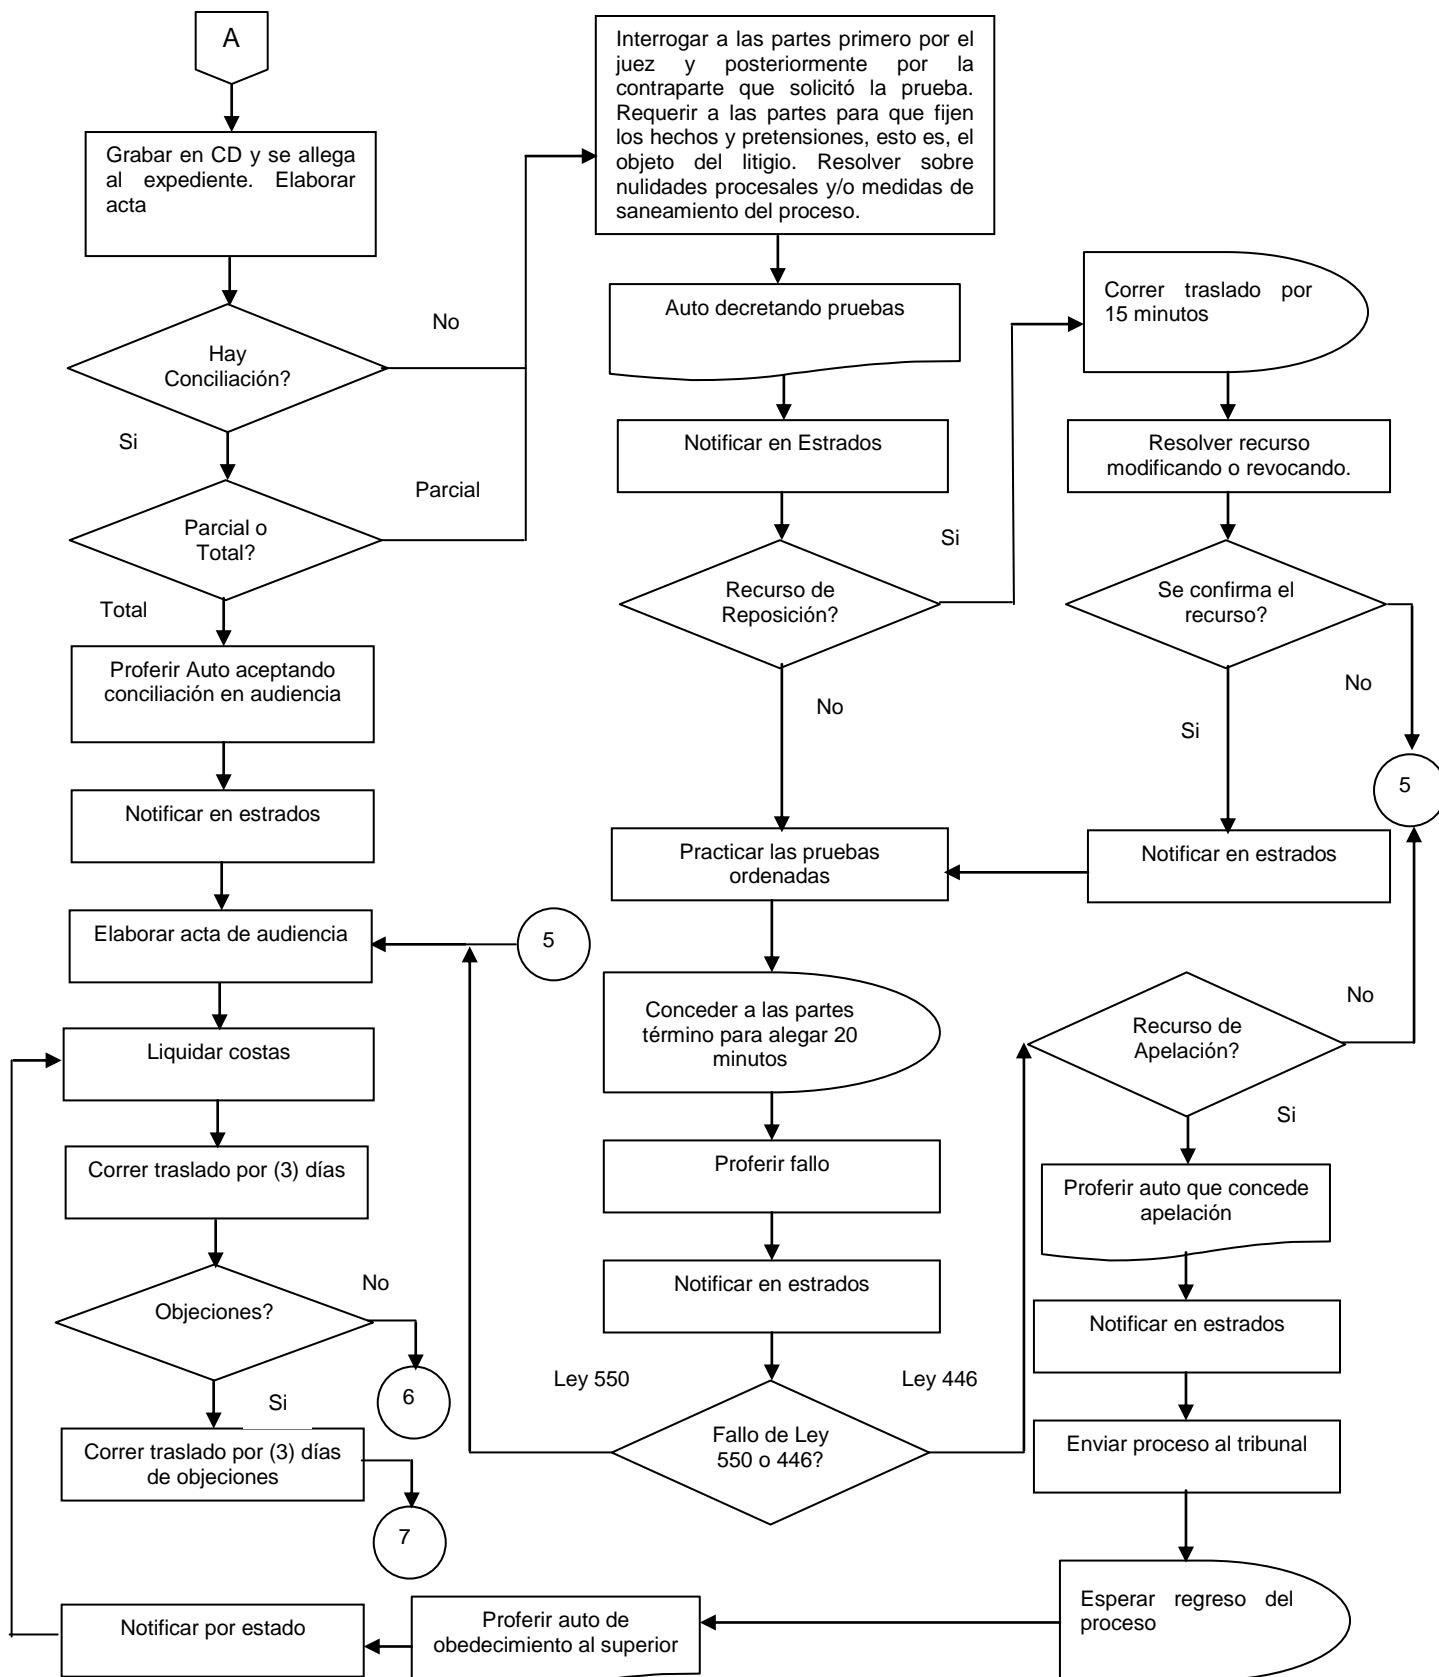 A
Grabar en CD y se allega
al expediente. Elaborar
acta
Hay
Conciliación?
No
Si
Parcial o
Total?
Parcial
Total
Proferir Auto aceptando
conciliación en audiencia
Notificar en estrados
Elaborar acta de audiencia
5
Liquidar costas
Correr traslado por (3) días
Objeciones?
No
6
Si
Correr traslado por (3) días
de objeciones
7
Interrogar a las partes primero por el
juez y posteriormente por la
contraparte que solicitó la prueba.
Requerir a las partes para que fijen
los hechos y pretensiones, esto es, el
objeto del litigio. Resolver sobre
nulidades procesales y/o medidas de
saneamiento del proceso.
Auto decretando pruebas
Notificar en Estrados
Recurso de
Reposición?
Si
No
Correr traslado por
15 minutos
Resolver recurso
modificando o revocando.
Se confirma el
recurso?
No
Si
5
Notificar en estrados
Practicar las pruebas
ordenadas
Conceder a las partes
término para alegar 20
minutos
Proferir fallo
Notificar en estrados
Ley 550
Ley 446
Fallo de Ley
550 o 446?
Recurso de
Apelación?
No
Si
Proferir auto que concede
apelación
Notificar en estrados
Enviar proceso al tribunal
Esperar regreso del
proceso
Proferir auto de
obedecimiento al superior
Notificar por estado